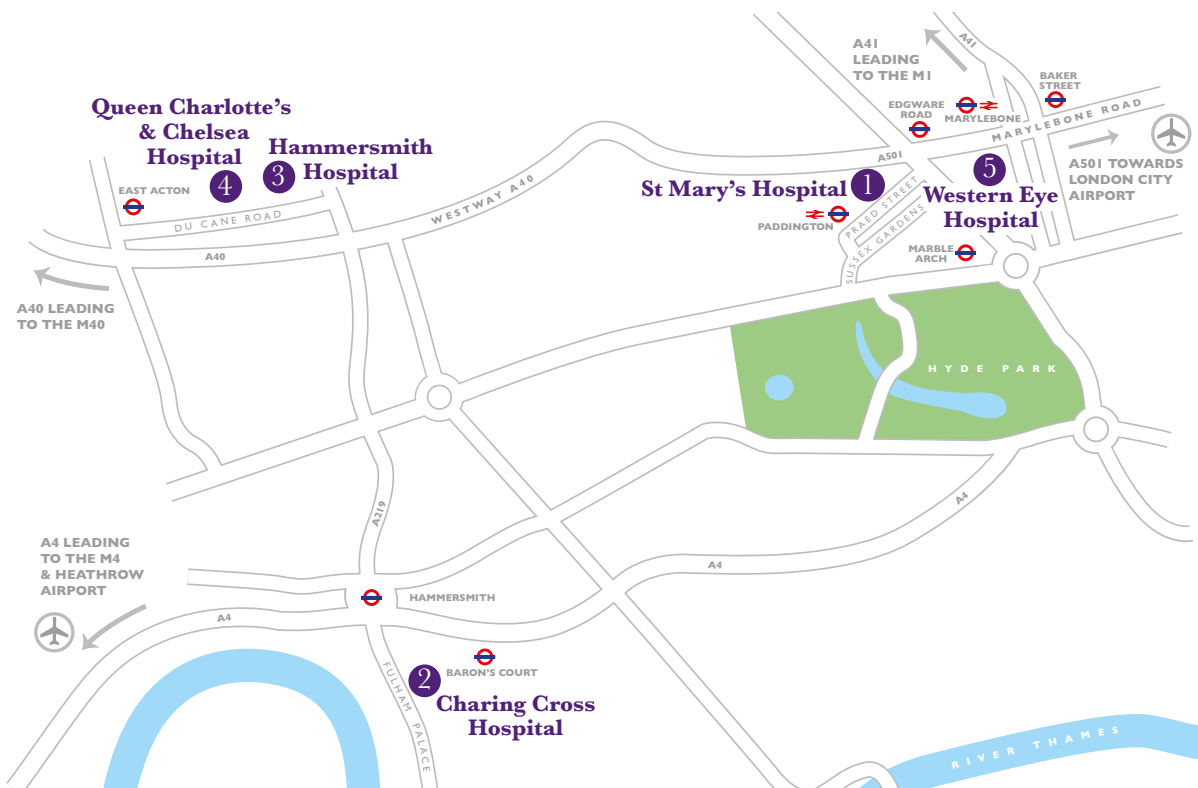 A41
LEADING
TO THE M1
A41
BAKER
STREET
EDGWARE
ROAD
MARYLEBONE
MARYLEBONE ROAD
A501
A501 TOWARDS
LONDON CITY
AIRPORT
Queen Charlotte's
& Chelsea
Hospital
4
3
Hammersmith
Hospital
EAST ACTON
DU CANE ROAD
WESTWAY A40
A40
A40 LEADING
TO THE M40
St Mary's Hospital
1
PADDINGTON
PRAED STREET
SUSSEX GARDENS
5
Western Eye
Hospital
MARBLE
ARCH
HYDE PARK
A219
A4
A4 LEADING
TO THE M4
& HEATHROW
AIRPORT
A4
HAMMERSMITH
A4
BARON'S COURT
2
Charing Cross
Hospital
FULHAM PALACE
RIVER THAMES